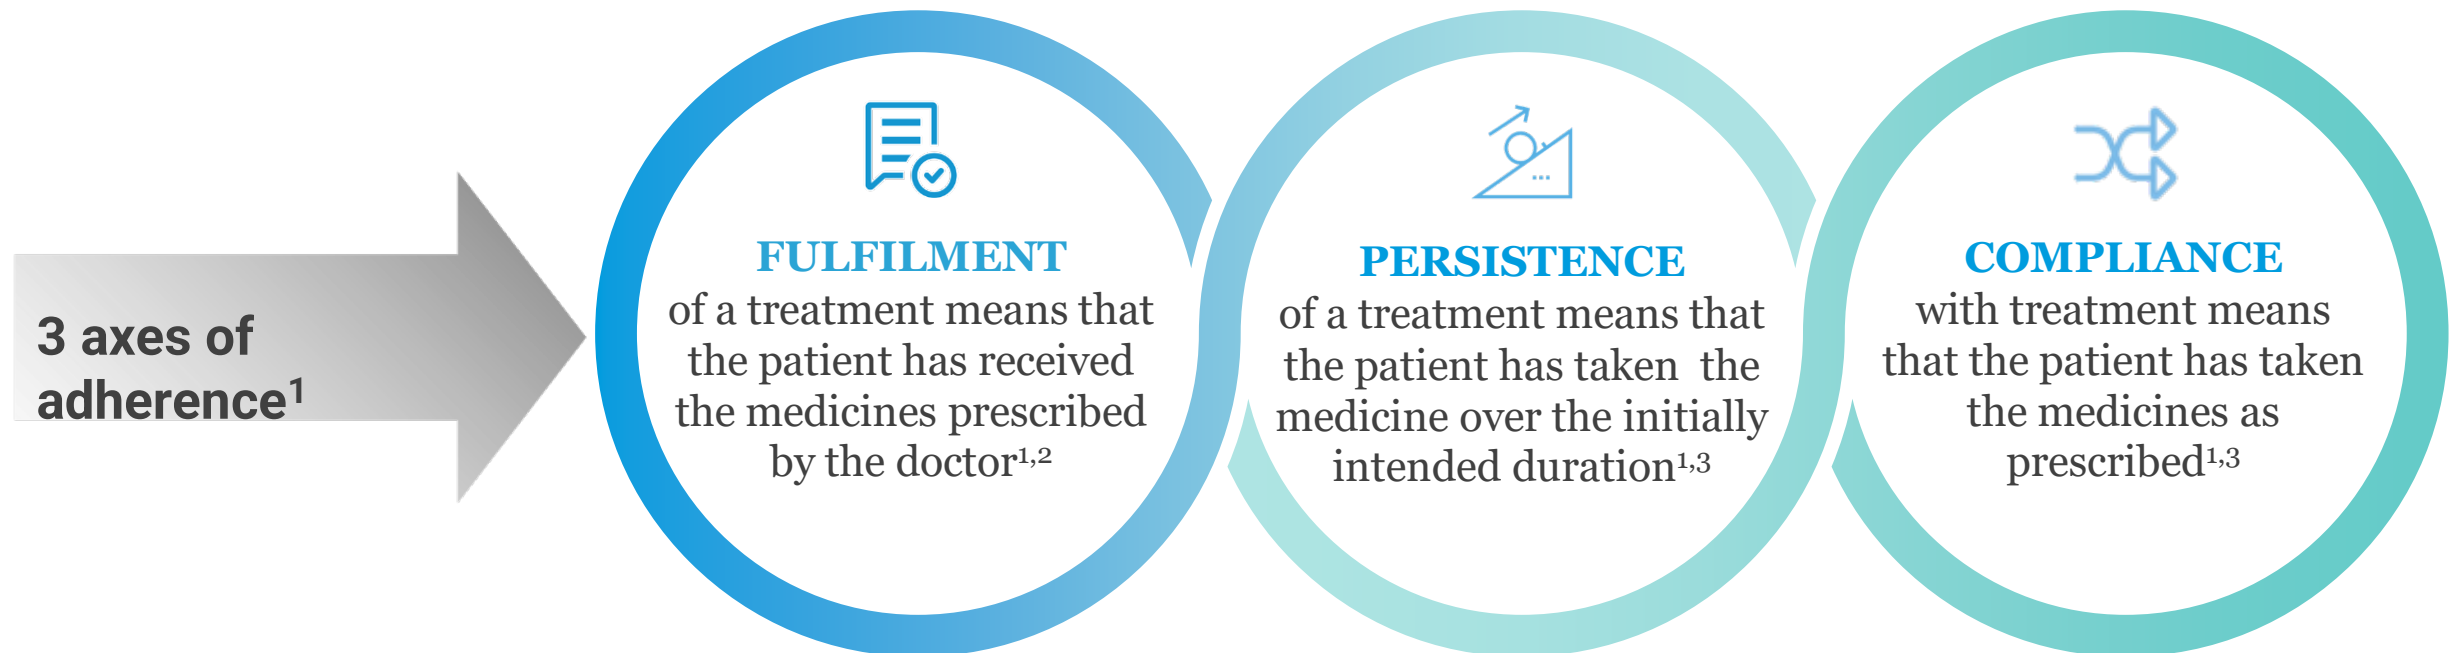 3 axes of
adherence¹
FULFILMENT
of a treatment means that
the patient has received
the medicines prescribed
by the doctor¹,²
PERSISTENCE
of a treatment means that
the patient has taken  the
medicine over the initially
intended duration¹,³
COMPLIANCE
with treatment means
that the patient has taken
the medicines as
prescribed¹,³